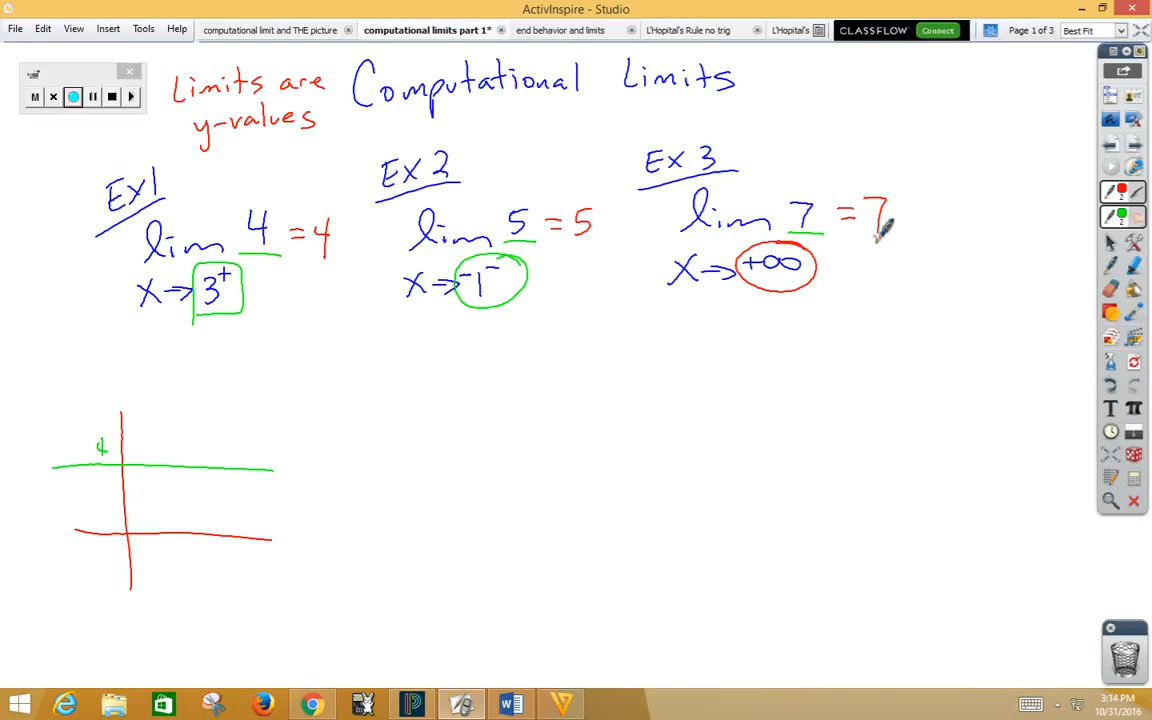 ActivInspire - Studio
File Edit View Insert Tools Help
computational limit and THE picture
computational limits part 1*
end behavior and limits
L'Hopital's Rule no trig
L'Hopital's
CLASSFLOW Connect
Page 1 of 3
Best Fit
M
Limits are
y-values
Computational Limits
Ex 1
lim 4 = 4
x→3⁺
Ex 2
lim 5 = 5
x→-1⁻
Ex 3
lim 7 = 7
x→+∞
4
3:14 PM
10/31/2016